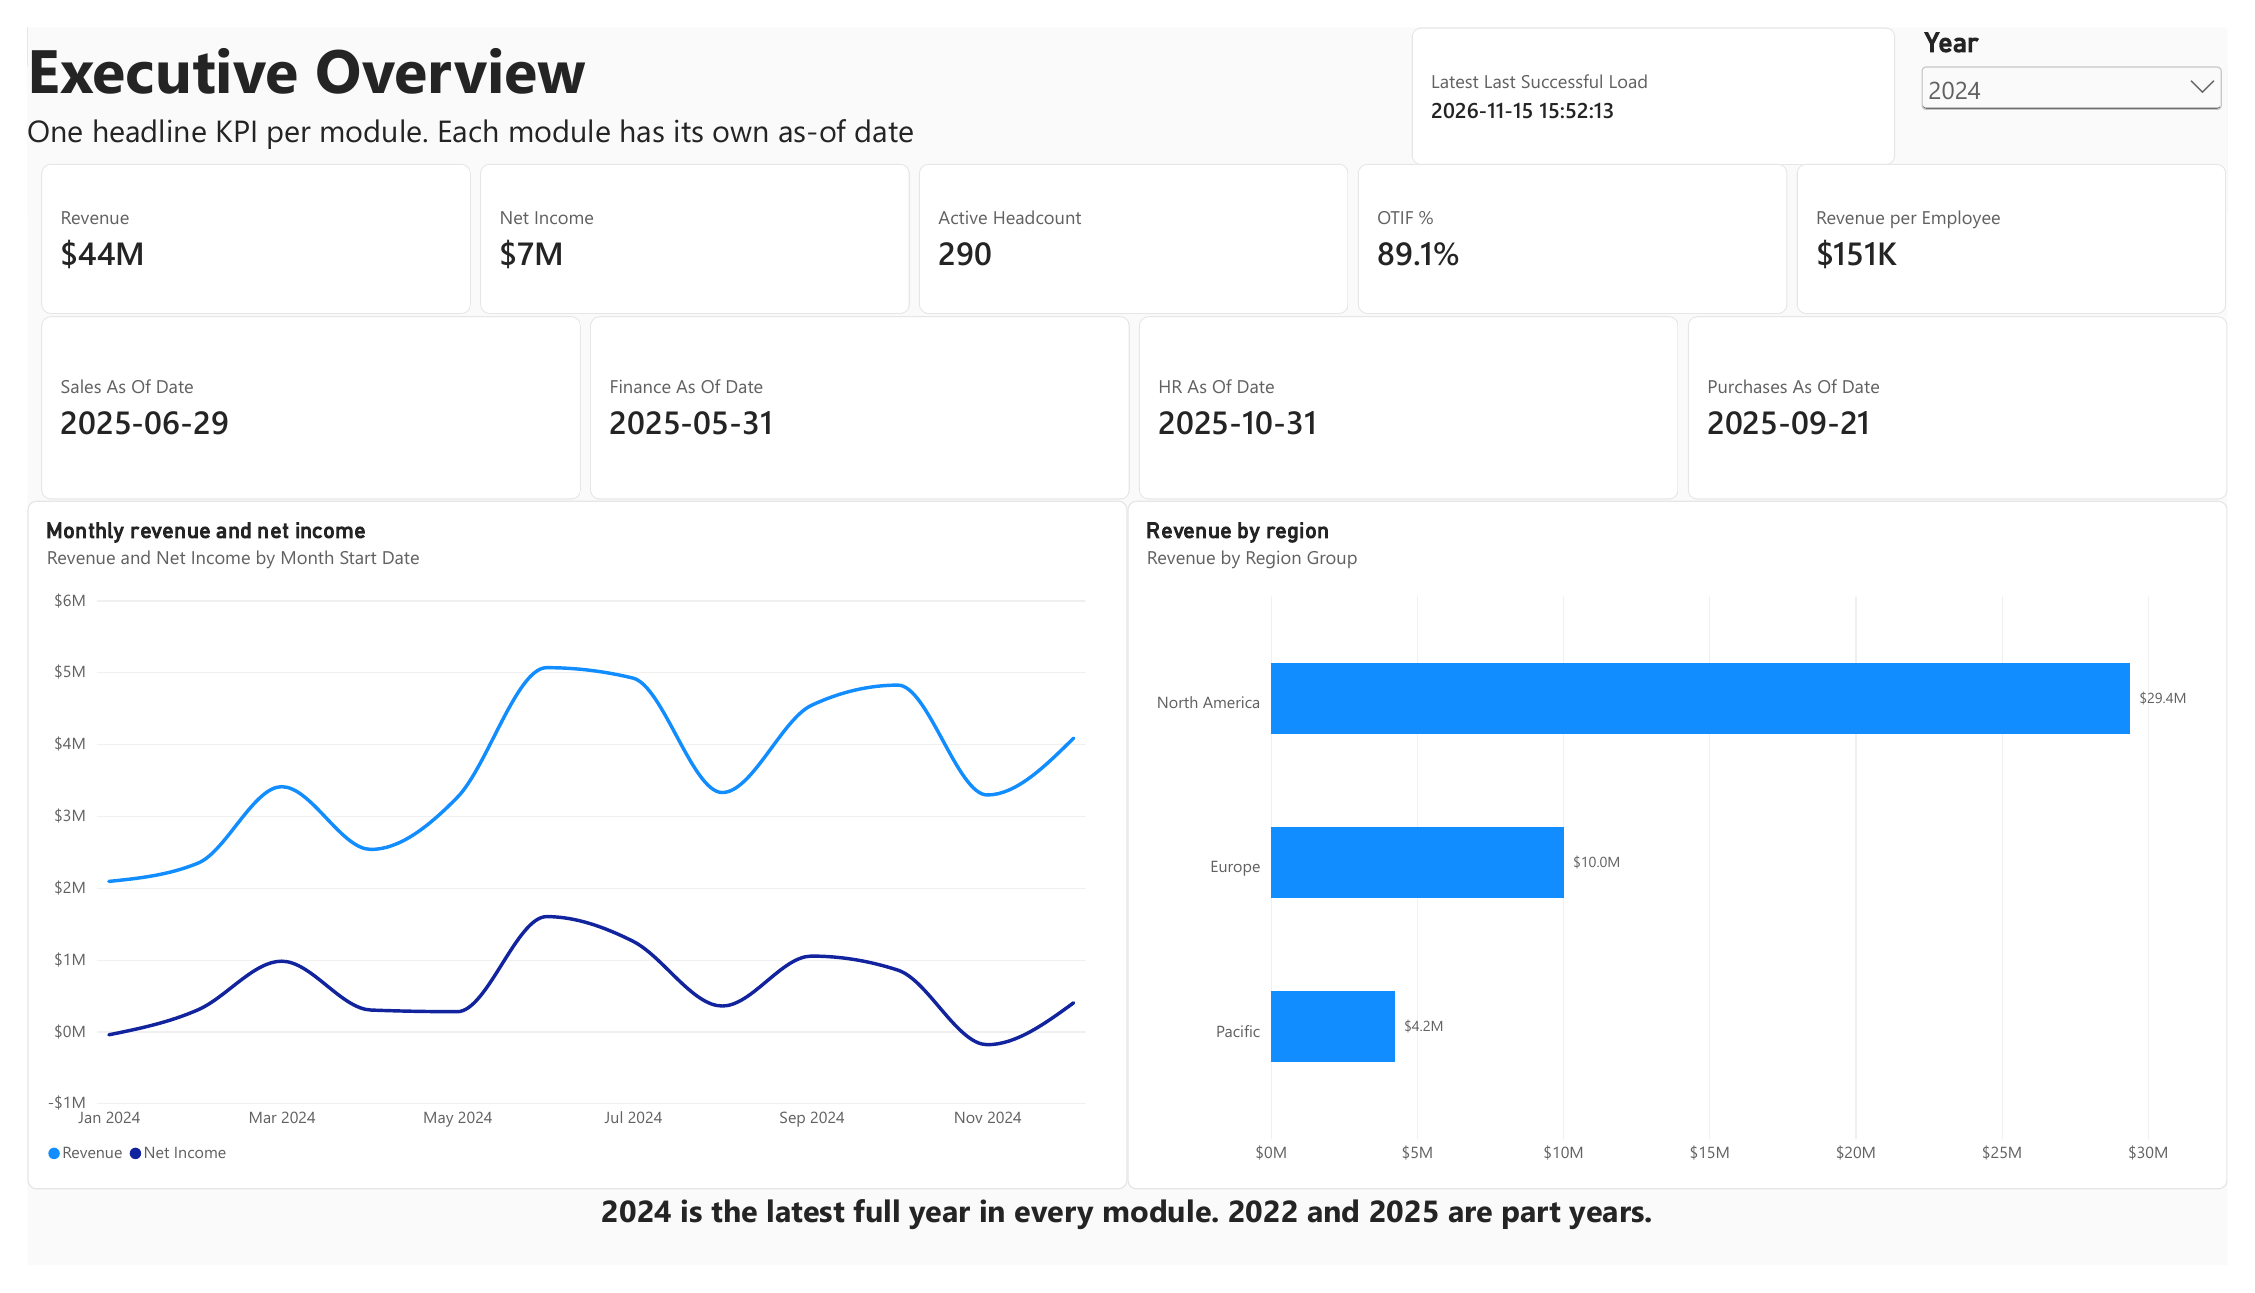 Executive Overview
One headline KPI per module. Each module has its own as-of date
Latest Last Successful Load
2026-11-15 15:52:13
Year
2024
Revenue
$44M
Net Income
$7M
Active Headcount
290
OTIF %
89.1%
Revenue per Employee
$151K
Sales As Of Date
2025-06-29
Finance As Of Date
2025-05-31
HR As Of Date
2025-10-31
Purchases As Of Date
2025-09-21
Monthly revenue and net income
Revenue and Net Income by Month Start Date
$6M
$5M
$4M
$3M
$2M
$1M
$0M
-$1M
Jan 2024 Mar 2024 May 2024 Jul 2024 Sep 2024 Nov 2024
Revenue Net Income
Revenue by region
Revenue by Region Group
North America $29.4M
Europe $10.0M
Pacific $4.2M
$0M $5M $10M $15M $20M $25M $30M
2024 is the latest full year in every module. 2022 and 2025 are part years.